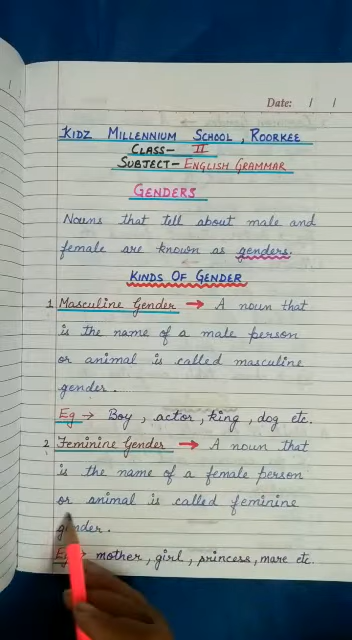 Date: / /
KIDZ MILLENNIUM SCHOOL, ROORKEE
CLASS- II
SUBJECT- ENGLISH GRAMMAR
GENDERS
Nouns that tell about male and
female are known as genders.
KINDS OF GENDER
1 Masculine Gender → A noun that
is the name of a male person
or animal is called masculine
gender.
Eg → Boy, actor, king, dog etc.
2 Feminine Gender → A noun that
is the name of a female person
or animal is called feminine
gender.
Eg → mother, girl, princess, mare etc.